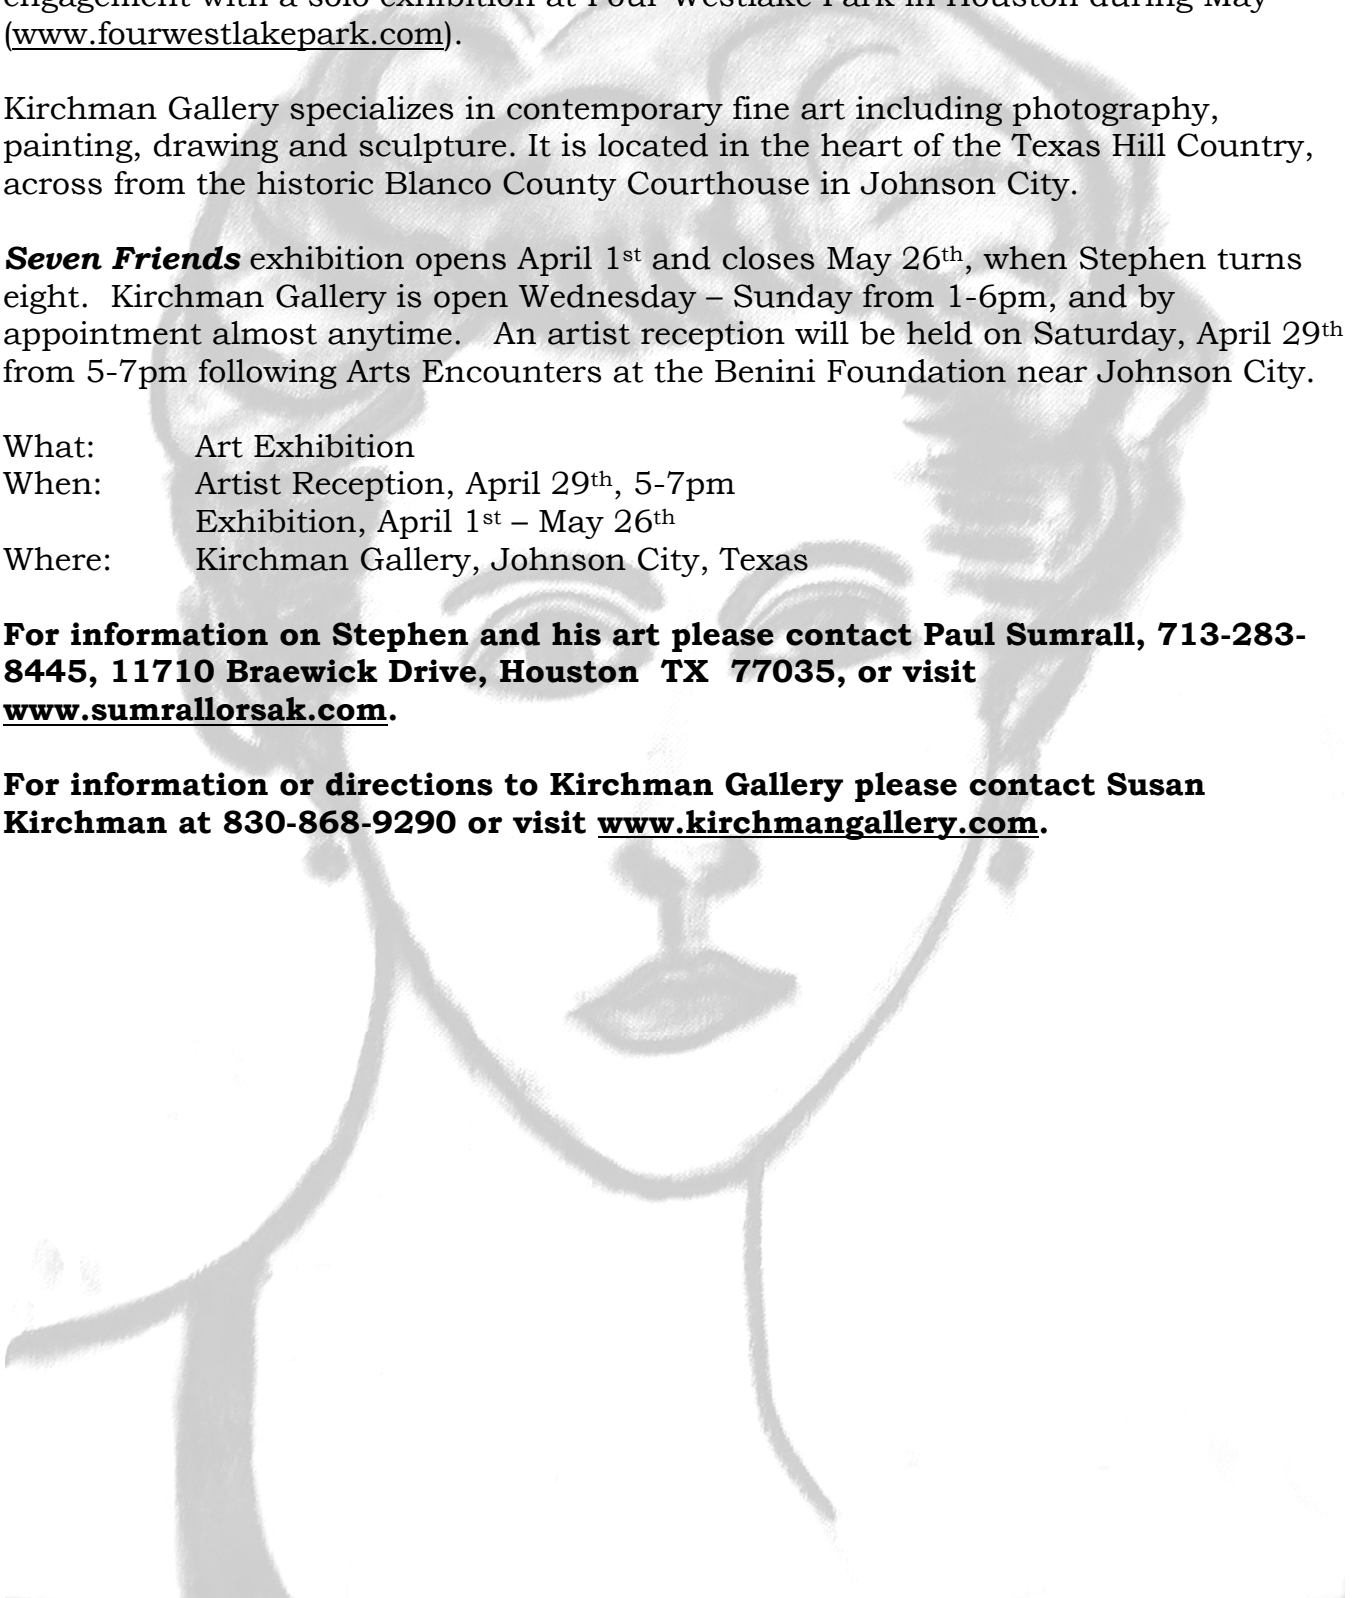 engagement with a solo exhibition at Four Westlake Park in Houston during May
(www.fourwestlakepark.com).
Kirchman Gallery specializes in contemporary fine art including photography,
painting, drawing and sculpture. It is located in the heart of the Texas Hill Country,
across from the historic Blanco County Courthouse in Johnson City.
Seven Friends exhibition opens April 1st and closes May 26th, when Stephen turns
eight.  Kirchman Gallery is open Wednesday – Sunday from 1-6pm, and by
appointment almost anytime.   An artist reception will be held on Saturday, April 29th
from 5-7pm following Arts Encounters at the Benini Foundation near Johnson City.
What: Art Exhibition
When: Artist Reception, April 29th, 5-7pm
Exhibition, April 1st – May 26th
Where: Kirchman Gallery, Johnson City, Texas
For information on Stephen and his art please contact Paul Sumrall, 713-283-
8445, 11710 Braewick Drive, Houston  TX  77035, or visit
www.sumrallorsak.com.
For information or directions to Kirchman Gallery please contact Susan
Kirchman at 830-868-9290 or visit www.kirchmangallery.com.